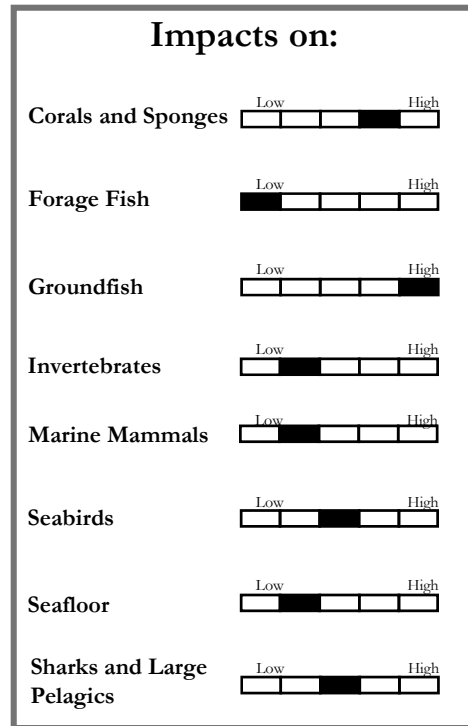 Impacts on:
Low High
Corals and Sponges
Low High
Forage Fish
Low High
Groundfish
Low High
Invertebrates
Low High
Marine Mammals
Low High
Seabirds
Low High
Seafloor
Low High
Sharks and Large
Pelagics